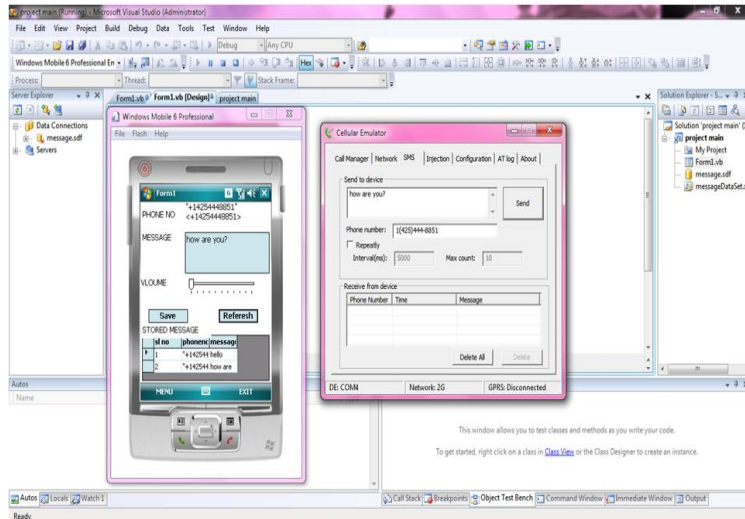 project main (Running) - Microsoft Visual Studio (Administrator)
File Edit View Project Build Debug Data Tools Test Window Help
Debug Any CPU
Windows Mobile 6 Professional En Hex
Process: Thread: Stack Frame:
Server Explorer
Data Connections
message.sdf
Servers
Form1.vb Form1.vb [Design] project main
Windows Mobile 6 Professional
File Flash Help
Form1
PHONE NO "+14254448851" <+14254448851>
MESSAGE how are you?
VLOUME
Save Referesh
STORED MESSAGE
sl no phonenc messag
1 "+142544 hello
2 "+142544 how are
MENU EXIT
Cellular Emulator
Call Manager Network SMS Injection Configuration AT log About
Send to device
how are you?
Send
Phone number: 1(425)444-8851
Repeatly
Interval(ms): 5000 Max count: 10
Receive from device
Phone Number Time Message
Delete All Delete
DE: COM4 Network: 2G GPRS: Disconnected
Solution Explorer - S...
Solution 'project main' (
project main
My Project
Form1.vb
message.sdf
messageDataSet.
Autos
Name
This window allows you to test classes and methods as you write your code.
To get started, right click on a class in Class View or the Class Designer to create an instance.
Autos Locals Watch 1
Call Stack Breakpoints Object Test Bench Command Window Immediate Window Output
Ready